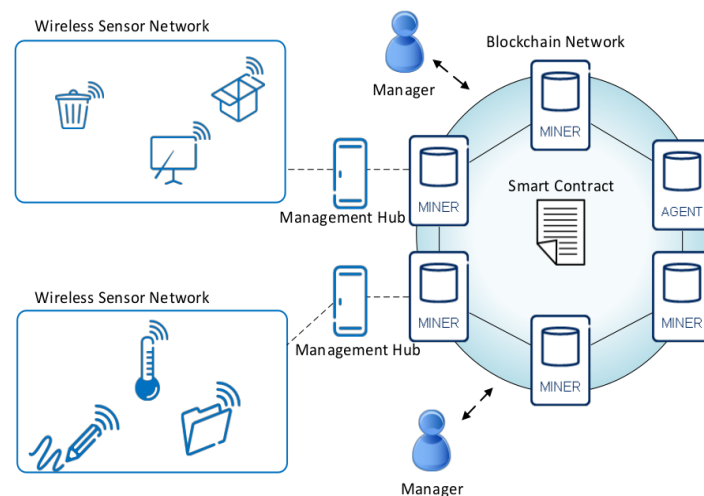 Wireless Sensor Network
Manager
Blockchain Network
MINER
MINER
Management Hub
Smart Contract
AGENT
Wireless Sensor Network
Management Hub
MINER
MINER
MINER
Manager